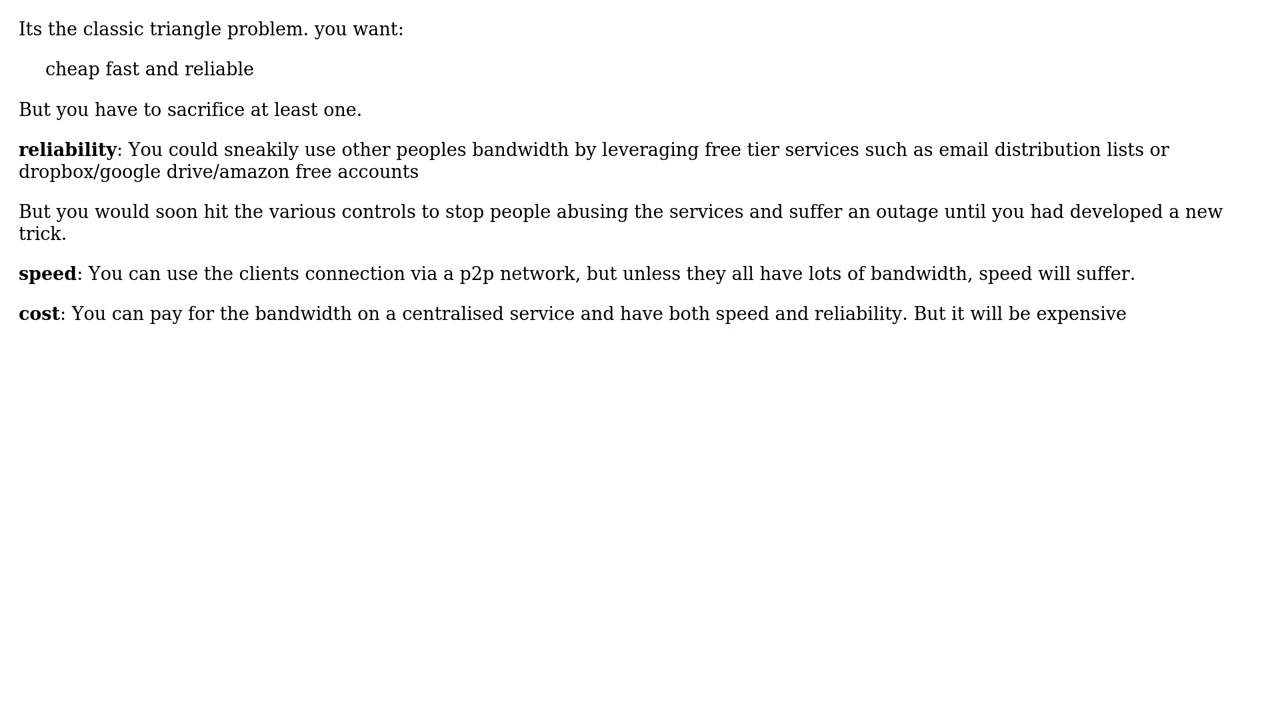 Its the classic triangle problem. you want:
cheap fast and reliable
But you have to sacrifice at least one.
reliability: You could sneakily use other peoples bandwidth by leveraging free tier services such as email distribution lists or
dropbox/google drive/amazon free accounts
But you would soon hit the various controls to stop people abusing the services and suffer an outage until you had developed a new
trick.
speed: You can use the clients connection via a p2p network, but unless they all have lots of bandwidth, speed will suffer.
cost: You can pay for the bandwidth on a centralised service and have both speed and reliability. But it will be expensive